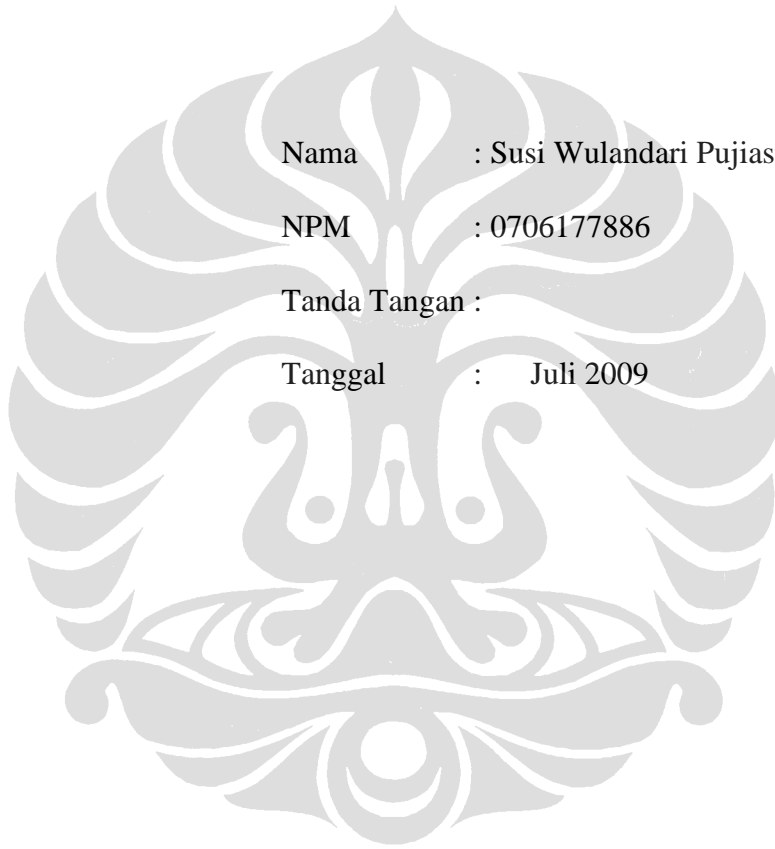 Nama : Susi Wulandari Pujias
NPM : 0706177886
Tanda Tangan :
Tanggal : Juli 2009